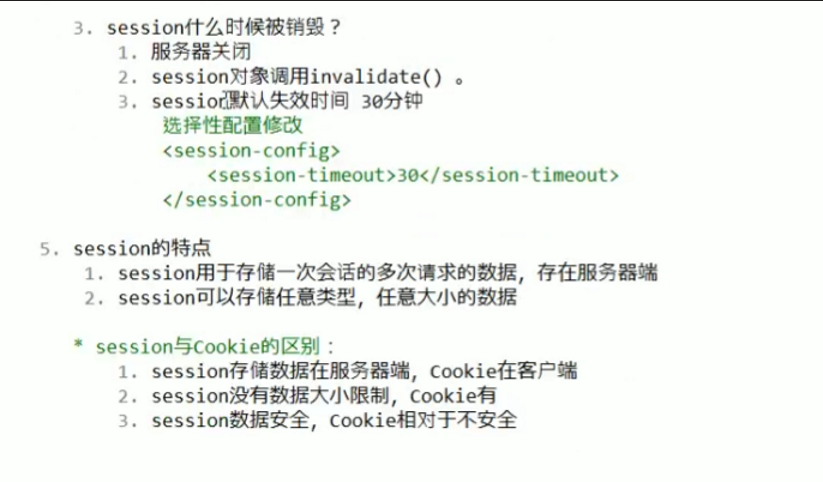 3. session什么时候被销毁？
1. 服务器关闭
2. session对象调用invalidate() 。
3. session默认失效时间 30分钟
选择性配置修改
<session-config>
<session-timeout>30</session-timeout>
</session-config>
5. session的特点
1. session用于存储一次会话的多次请求的数据，存在服务器端
2. session可以存储任意类型，任意大小的数据
* session与Cookie的区别：
1. session存储数据在服务器端，Cookie在客户端
2. session没有数据大小限制，Cookie有
3. session数据安全，Cookie相对于不安全